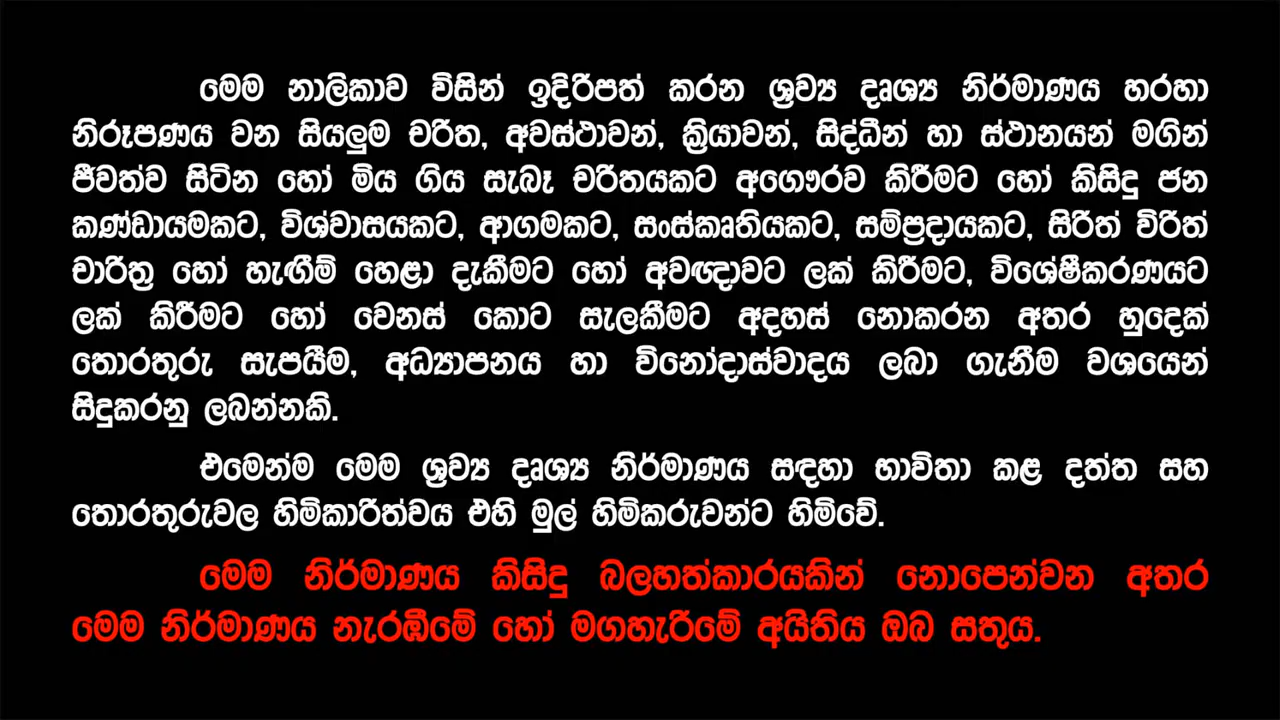 මෙම නාලිකාව විසින් ඉදිරිපත් කරන ශ්‍රව්‍ය දෘශ්‍ය නිර්මාණය හරහා
නිරූපණය වන සියලුම චරිත, අවස්ථාවන්, ක්‍රියාවන්, සිද්ධීන් හා ස්ථානයන් මගින්
ජීවත්ව සිටින හෝ මිය ගිය සැබෑ චරිතයකට අගෞරව කිරීමට හෝ කිසිදු ජන
කණ්ඩායමකට, විශ්වාසයකට, ආගමකට, සංස්කෘතියකට, සම්ප්‍රදායකට, සිරිත් විරිත්
චාරිත්‍ර හෝ හැඟීම් හෙළා දැකීමට හෝ අවඥාවට ලක් කිරීමට, විශේෂීකරණයට
ලක් කිරීමට හෝ වෙනස් කොට සැලකීමට අදහස් නොකරන අතර හුදෙක්
තොරතුරු සැපයීම, අධ්‍යාපනය හා විනෝදාස්වාදය ලබා ගැනීම වශයෙන්
සිදුකරනු ලබන්නකි.
එමෙන්ම මෙම ශ්‍රව්‍ය දෘශ්‍ය නිර්මාණය සඳහා භාවිතා කළ දත්ත සහ
තොරතුරුවල හිමිකාරිත්වය එහි මුල් හිමිකරුවන්ට හිමිවේ.
මෙම නිර්මාණය කිසිදු බලහත්කාරයකින් නොපෙන්වන අතර
මෙම නිර්මාණය නැරඹීමේ හෝ මගහැරීමේ අයිතිය ඔබ සතුය.